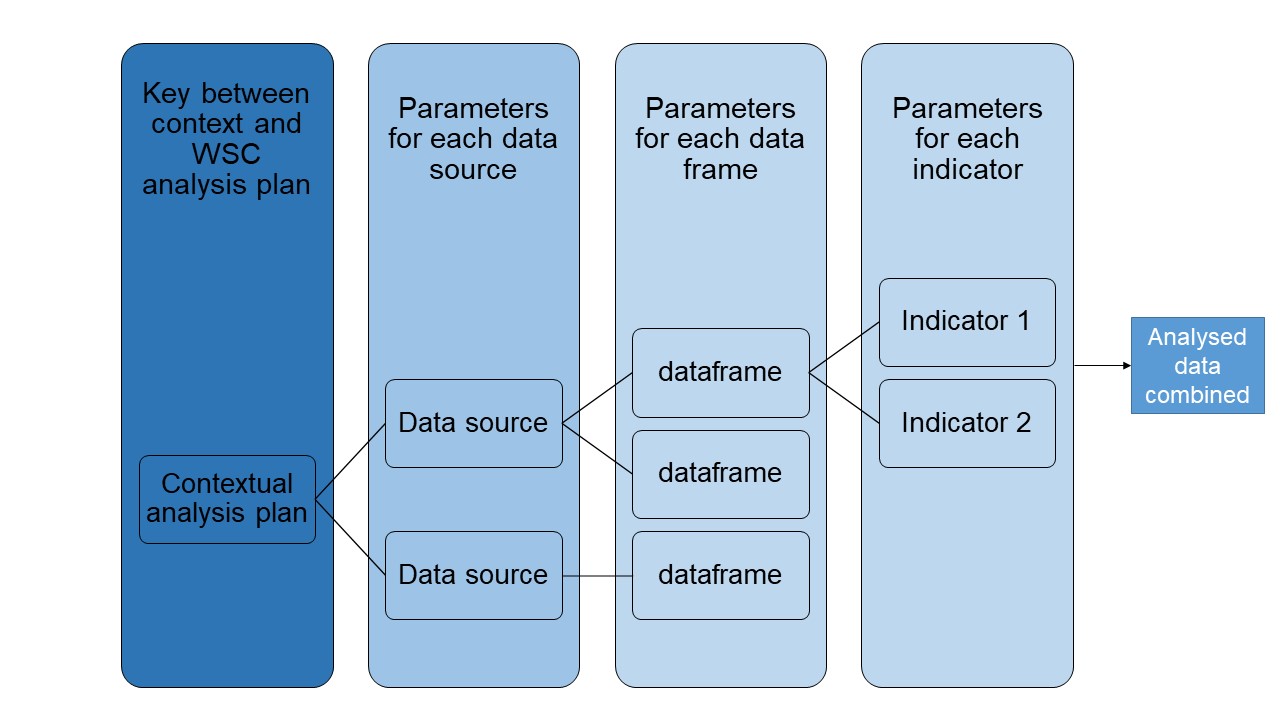 Key between
context and
WSC
analysis plan
Contextual
analysis plan
Parameters
for each data
source
Data source
Data source
Parameters
for each data
frame
dataframe
dataframe
dataframe
Parameters
for each
indicator
Indicator 1
Indicator 2
Analysed
data
combined